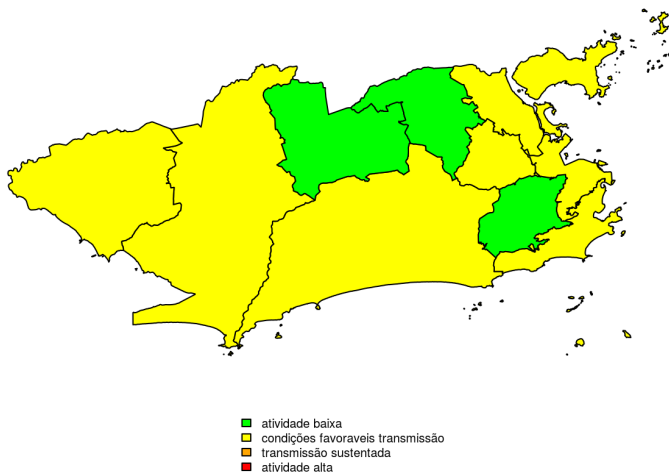 atividade baixa
condições favoraveis transmissão
transmissão sustentada
atividade alta